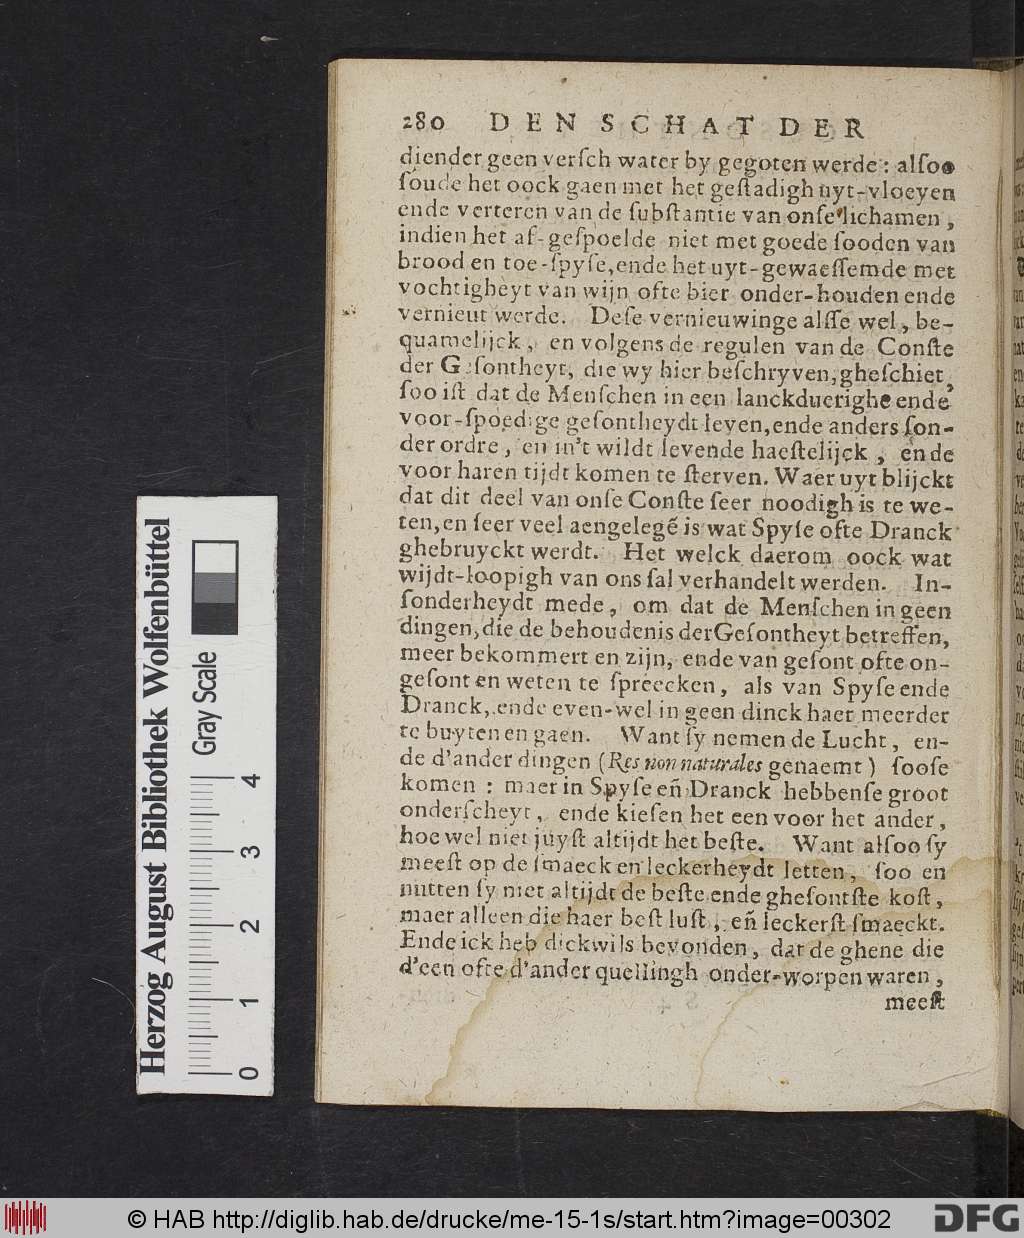 280 DEN SCHAT DER
diender geen verſch water by gegoten werde : alſoo
ſoude het oock gaen met het geſtadigh uyt-vloeyen
ende verteren van de ſubſtantie van onſe lichamen ,
indien het af-geſpoelde niet met goede ſooden van
brood en toe-ſpyſe,ende het uyt-gewaeſſemde met
vochtigheyt van wijn ofte bier onder-houden ende
vernieut werde. Deſe vernieuwinge alſſe wel, be-
quamelijck, en volgens de regulen van de Conſte
der Geſontheyt, die wy hier beſchryven,gheſchiet,
ſoo iſt dat de Menſchen in een lanckduerighe ende
voor-ſpoedige geſontheydt leven,ende anders ſon-
der ordre, en in't wildt levende haeſtelijck, ende
voor haren tijdt komen te ſterven. Waer uyt blijckt
dat dit deel van onſe Conſte ſeer noodigh is te we-
ten,en ſeer veel aengelegẽ is wat Spyſe ofte Dranck
ghebruyckt werdt. Het welck daerom oock wat
wijdt-loopigh van ons ſal verhandelt werden. In-
ſonderheydt mede, om dat de Menſchen in geen
dingen,die de behoudenis der Geſontheyt betreffen,
meer bekommert en zijn, ende van geſont ofte on-
geſont en weten te ſpreecken, als van Spyſe ende
Dranck, ende even-wel in geen dinck haer meerder
te buyten en gaen. Want ſy nemen de Lucht, en-
de d'ander dingen (Res non naturales genaemt) ſooſe
komen : maer in Spyſe eñ Dranck hebbenſe groot
onderſcheyt, ende kieſen het een voor het ander,
hoe wel niet juyſt altijdt het beſte. Want alſoo ſy
meeſt op de ſmaeck en leckerheydt letten, ſoo en
nutten ſy niet altijdt de beſte ende gheſontſte koſt,
maer alleen die haer beſt luſt, eñ leckerſt ſmaeckt.
Ende ick heb dickwils bevonden, dat de ghene die
d'een ofte d'ander quellingh onder-worpen waren,
meeſt
Herzog August Bibliothek Wolfenbüttel
Gray Scale
0 1 2 3 4
© HAB http://diglib.hab.de/drucke/me-15-1s/start.htm?image=00302
DFG